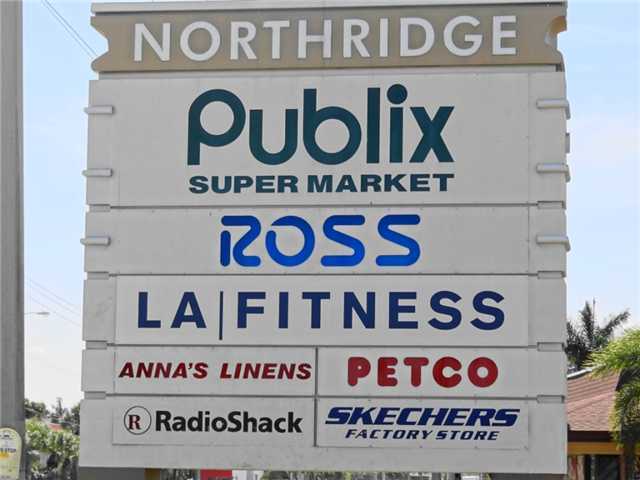 NORTHRIDGE
Publix
SUPER MARKET
ROSS
LA|FITNESS
ANNA'S LINENS
PETCO
R RadioShack
SKECHERS
FACTORY STORE